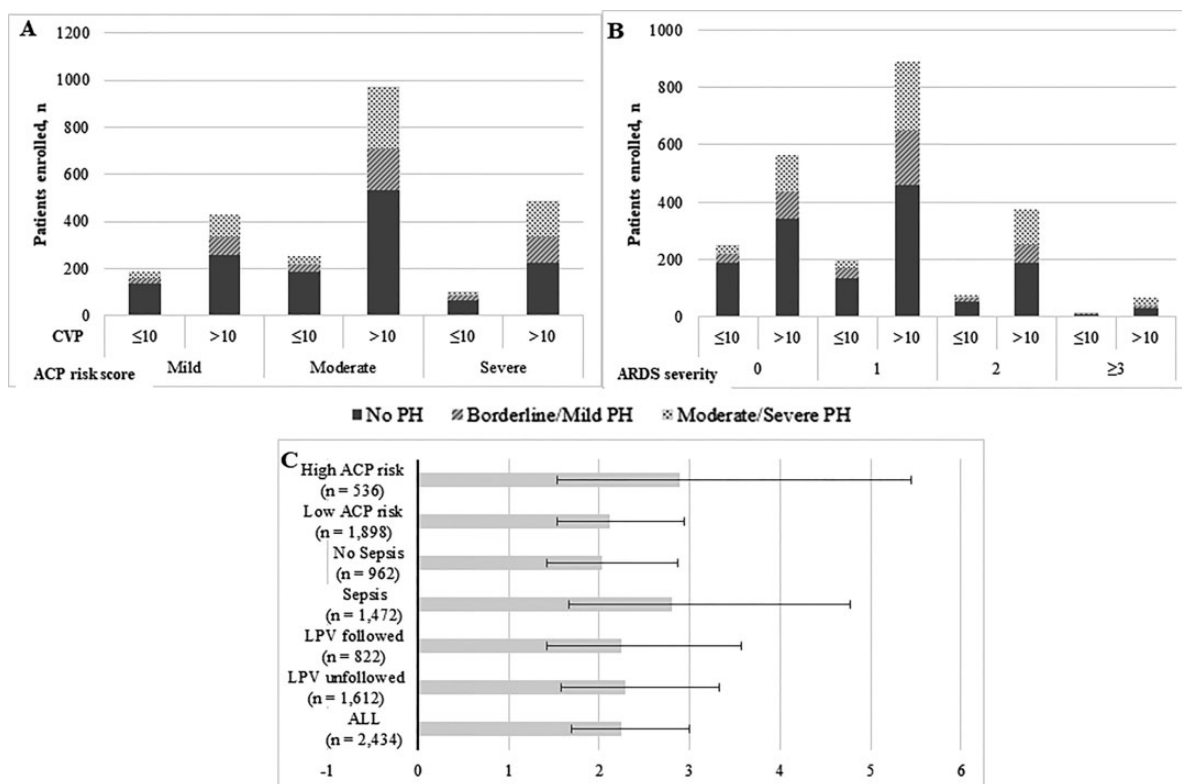 A
1200
1000
800
600
400
200
0
Patients enrolled, n
CVP
≤10 >10 ≤10 >10 ≤10 >10
Mild Moderate Severe
ACP risk score
B
1000
800
600
400
200
0
Patients enrolled, n
≤10 >10 ≤10 >10 ≤10 >10 ≤10 >10
ARDS severity 0 1 2 ≥3
No PH Borderline/Mild PH Moderate/Severe PH
C
High ACP risk
(n = 536)
Low ACP risk
(n = 1,898)
No Sepsis
(n = 962)
Sepsis
(n = 1,472)
LPV followed
(n = 822)
LPV unfollowed
(n = 1,612)
ALL
(n = 2,434)
-1 0 1 2 3 4 5 6